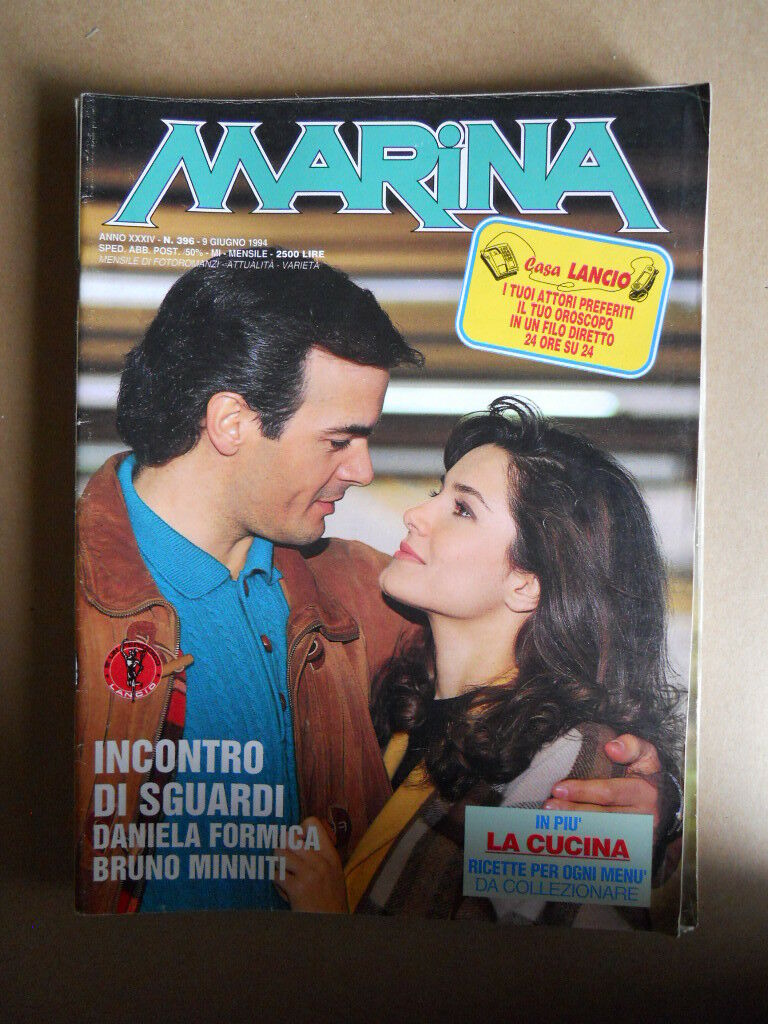 MARiNA
ANNO XXXIV - N. 396 - 9 GIUGNO 1994
SPED. ABB. POST. /50% - MI - MENSILE - 2500 LIRE
MENSILE DI FOTOROMANZI - ATTUALITÀ - VARIETÀ
Casa LANCIO
I TUOI ATTORI PREFERITI
IL TUO OROSCOPO
IN UN FILO DIRETTO
24 ORE SU 24
LANCIO
INCONTRO
DI SGUARDI
DANIELA FORMICA
BRUNO MINNITI
IN PIU'
LA CUCINA
RICETTE PER OGNI MENU'
DA COLLEZIONARE